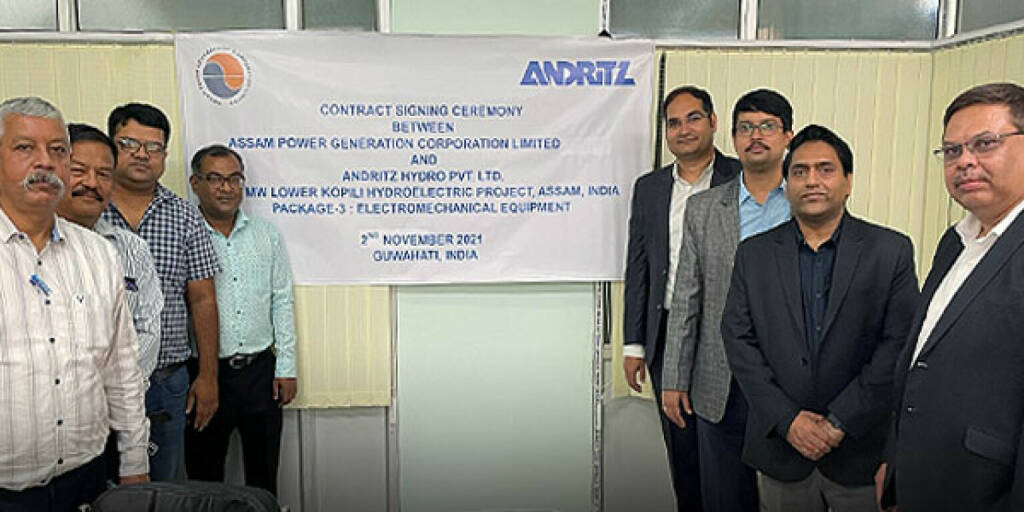 ANDRITZ
CONTRACT SIGNING CEREMONY
BETWEEN
ASSAM POWER GENERATION CORPORATION LIMITED
AND
ANDRITZ HYDRO PVT. LTD.
MW LOWER KOPILI HYDROELECTRIC PROJECT, ASSAM, INDIA
PACKAGE-3 : ELECTROMECHANICAL EQUIPMENT
2ND NOVEMBER 2021
GUWAHATI, INDIA